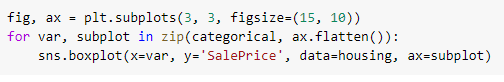 fig, ax = plt.subplots(3, 3, figsize=(15, 10))
for var, subplot in zip(categorical, ax.flatten()):
    sns.boxplot(x=var, y='SalePrice', data=housing, ax=subplot)